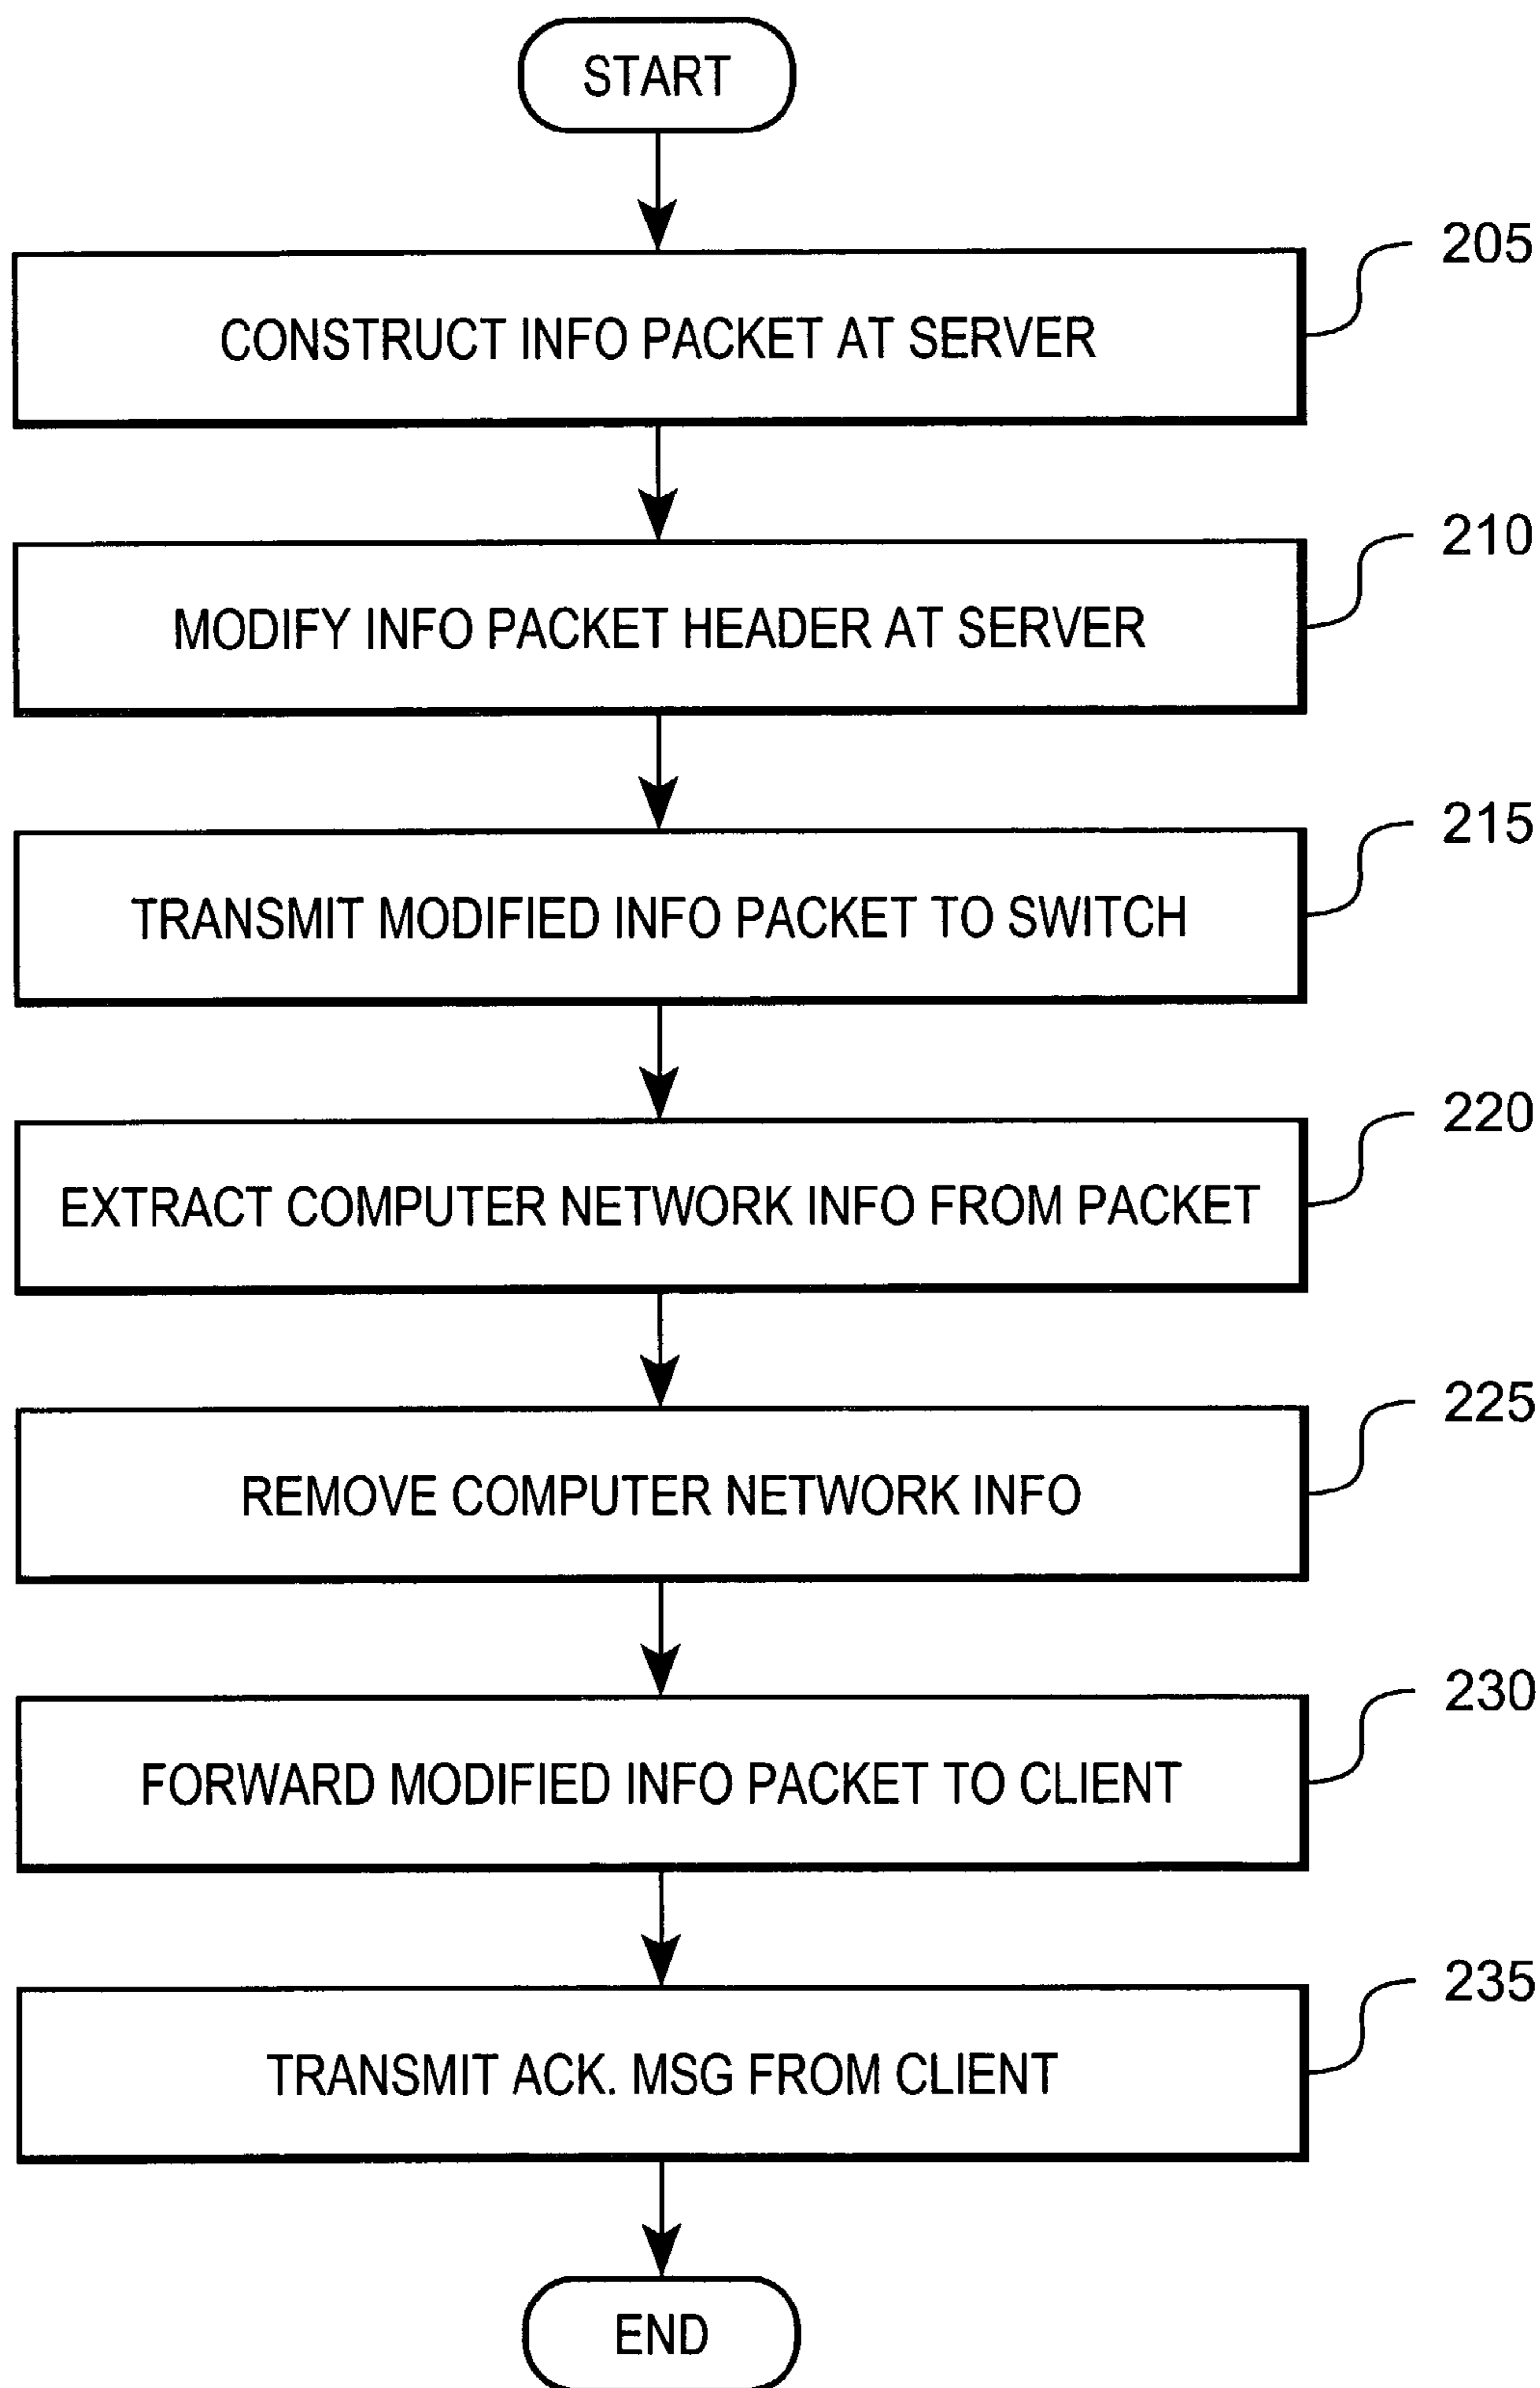 START
205
CONSTRUCT INFO PACKET AT SERVER
210
MODIFY INFO PACKET HEADER AT SERVER
215
TRANSMIT MODIFIED INFO PACKET TO SWITCH
220
EXTRACT COMPUTER NETWORK INFO FROM PACKET
225
REMOVE COMPUTER NETWORK INFO
230
FORWARD MODIFIED INFO PACKET TO CLIENT
235
TRANSMIT ACK. MSG FROM CLIENT
END